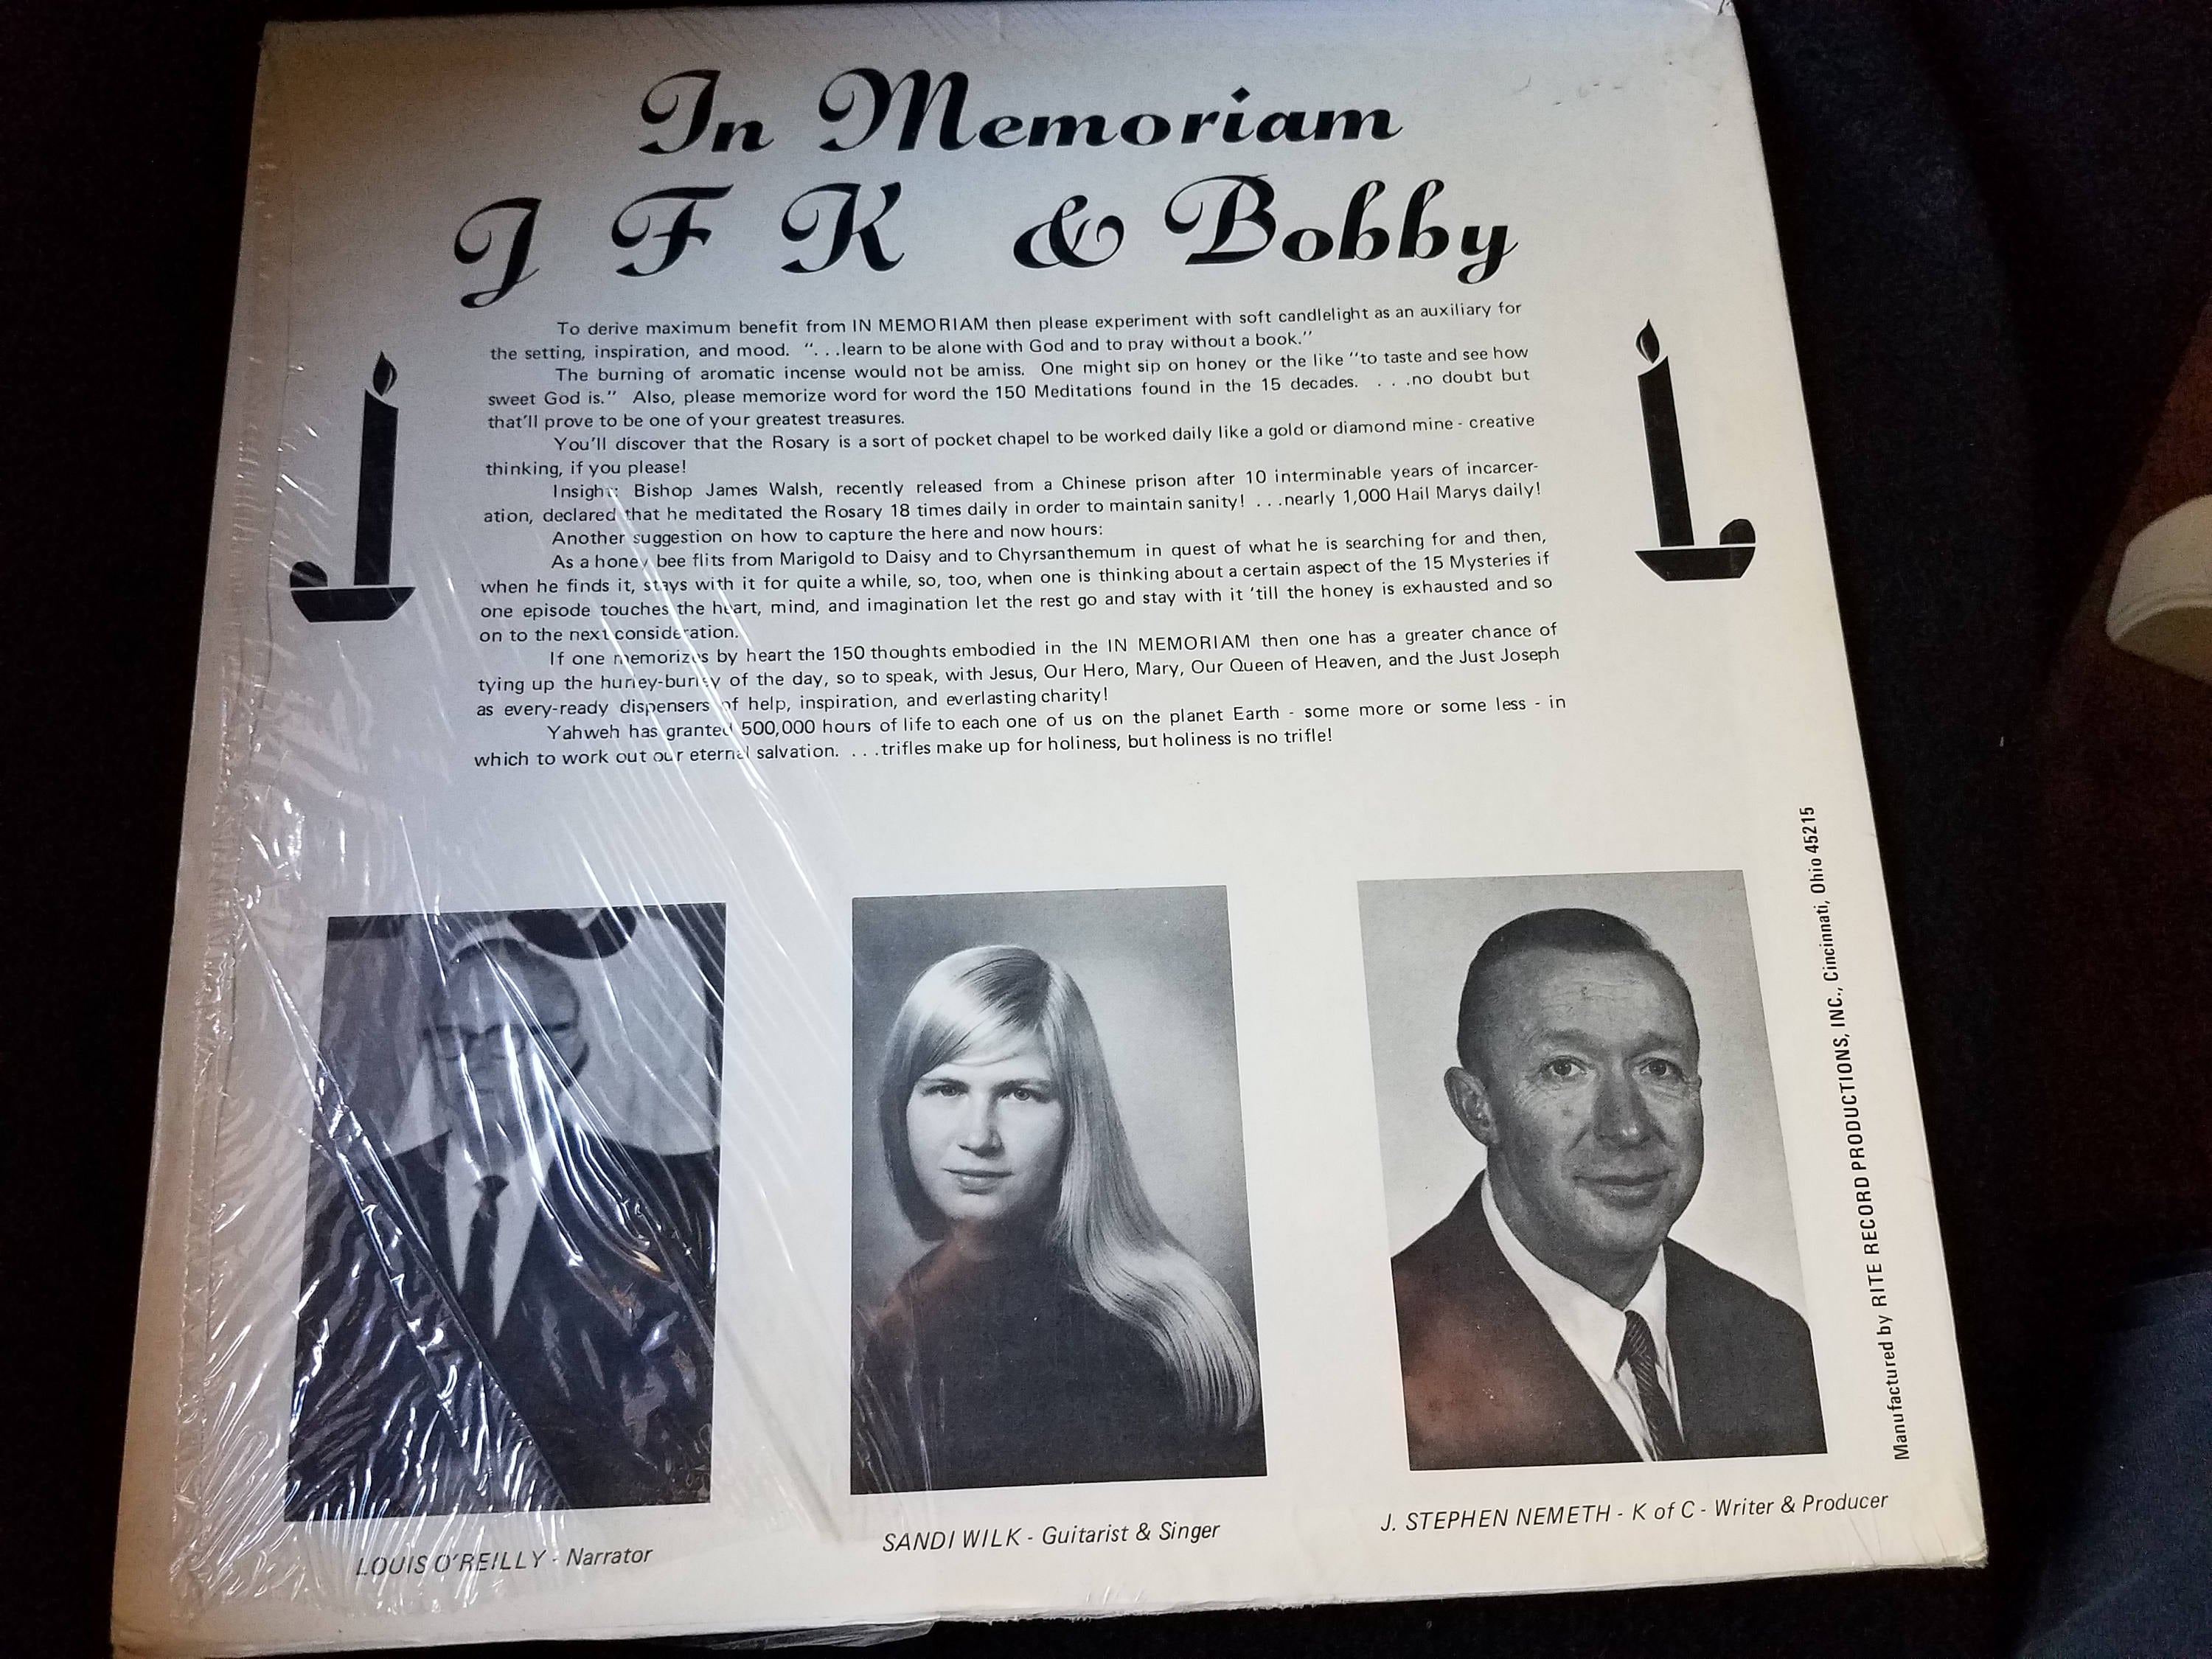 In Memoriam
J F K & Bobby
To derive maximum benefit from IN MEMORIAM then please experiment with soft candlelight as an auxiliary for
the setting, inspiration, and mood. ". . .learn to be alone with God and to pray without a book."
The burning of aromatic incense would not be amiss. One might sip on honey or the like "to taste and see how
sweet God is." Also, please memorize word for word the 150 Meditations found in the 15 decades. . . .no doubt but
that'll prove to be one of your greatest treasures.
You'll discover that the Rosary is a sort of pocket chapel to be worked daily like a gold or diamond mine - creative
thinking, if you please!
Insight: Bishop James Walsh, recently released from a Chinese prison after 10 interminable years of incarcer-
ation, declared that he meditated the Rosary 18 times daily in order to maintain sanity! . . .nearly 1,000 Hail Marys daily!
Another suggestion on how to capture the here and now hours:
As a honey bee flits from Marigold to Daisy and to Chyrsanthemum in quest of what he is searching for and then,
when he finds it, stays with it for quite a while, so, too, when one is thinking about a certain aspect of the 15 Mysteries if
one episode touches the heart, mind, and imagination let the rest go and stay with it 'till the honey is exhausted and so
on to the next consideration.
If one memorizes by heart the 150 thoughts embodied in the IN MEMORIAM then one has a greater chance of
tying up the hurley-burley of the day, so to speak, with Jesus, Our Hero, Mary, Our Queen of Heaven, and the Just Joseph
as every-ready dispensers of help, inspiration, and everlasting charity!
Yahweh has granted 500,000 hours of life to each one of us on the planet Earth - some more or some less - in
which to work out our eternal salvation. . . .trifles make up for holiness, but holiness is no trifle!
Manufactured by RITE RECORD PRODUCTIONS, INC., Cincinnati, Ohio 45215
LOUIS O'REILLY - Narrator
SANDI WILK - Guitarist & Singer
J. STEPHEN NEMETH - K of C - Writer & Producer